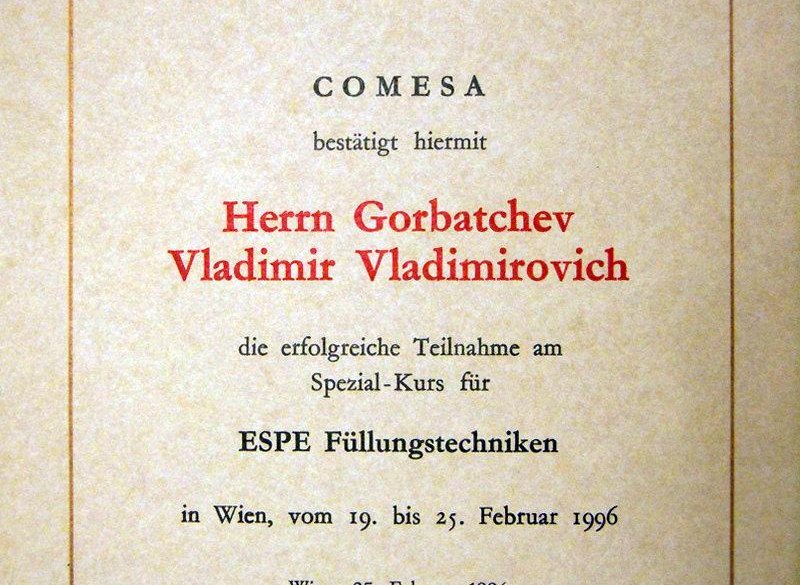 COMESA
bestätigt hiermit
Herrn Gorbatchev
Vladimir Vladimirovich
die erfolgreiche Teilnahme am
Spezial-Kurs für
ESPE Füllungstechniken
in Wien, vom 19. bis 25. Februar 1996